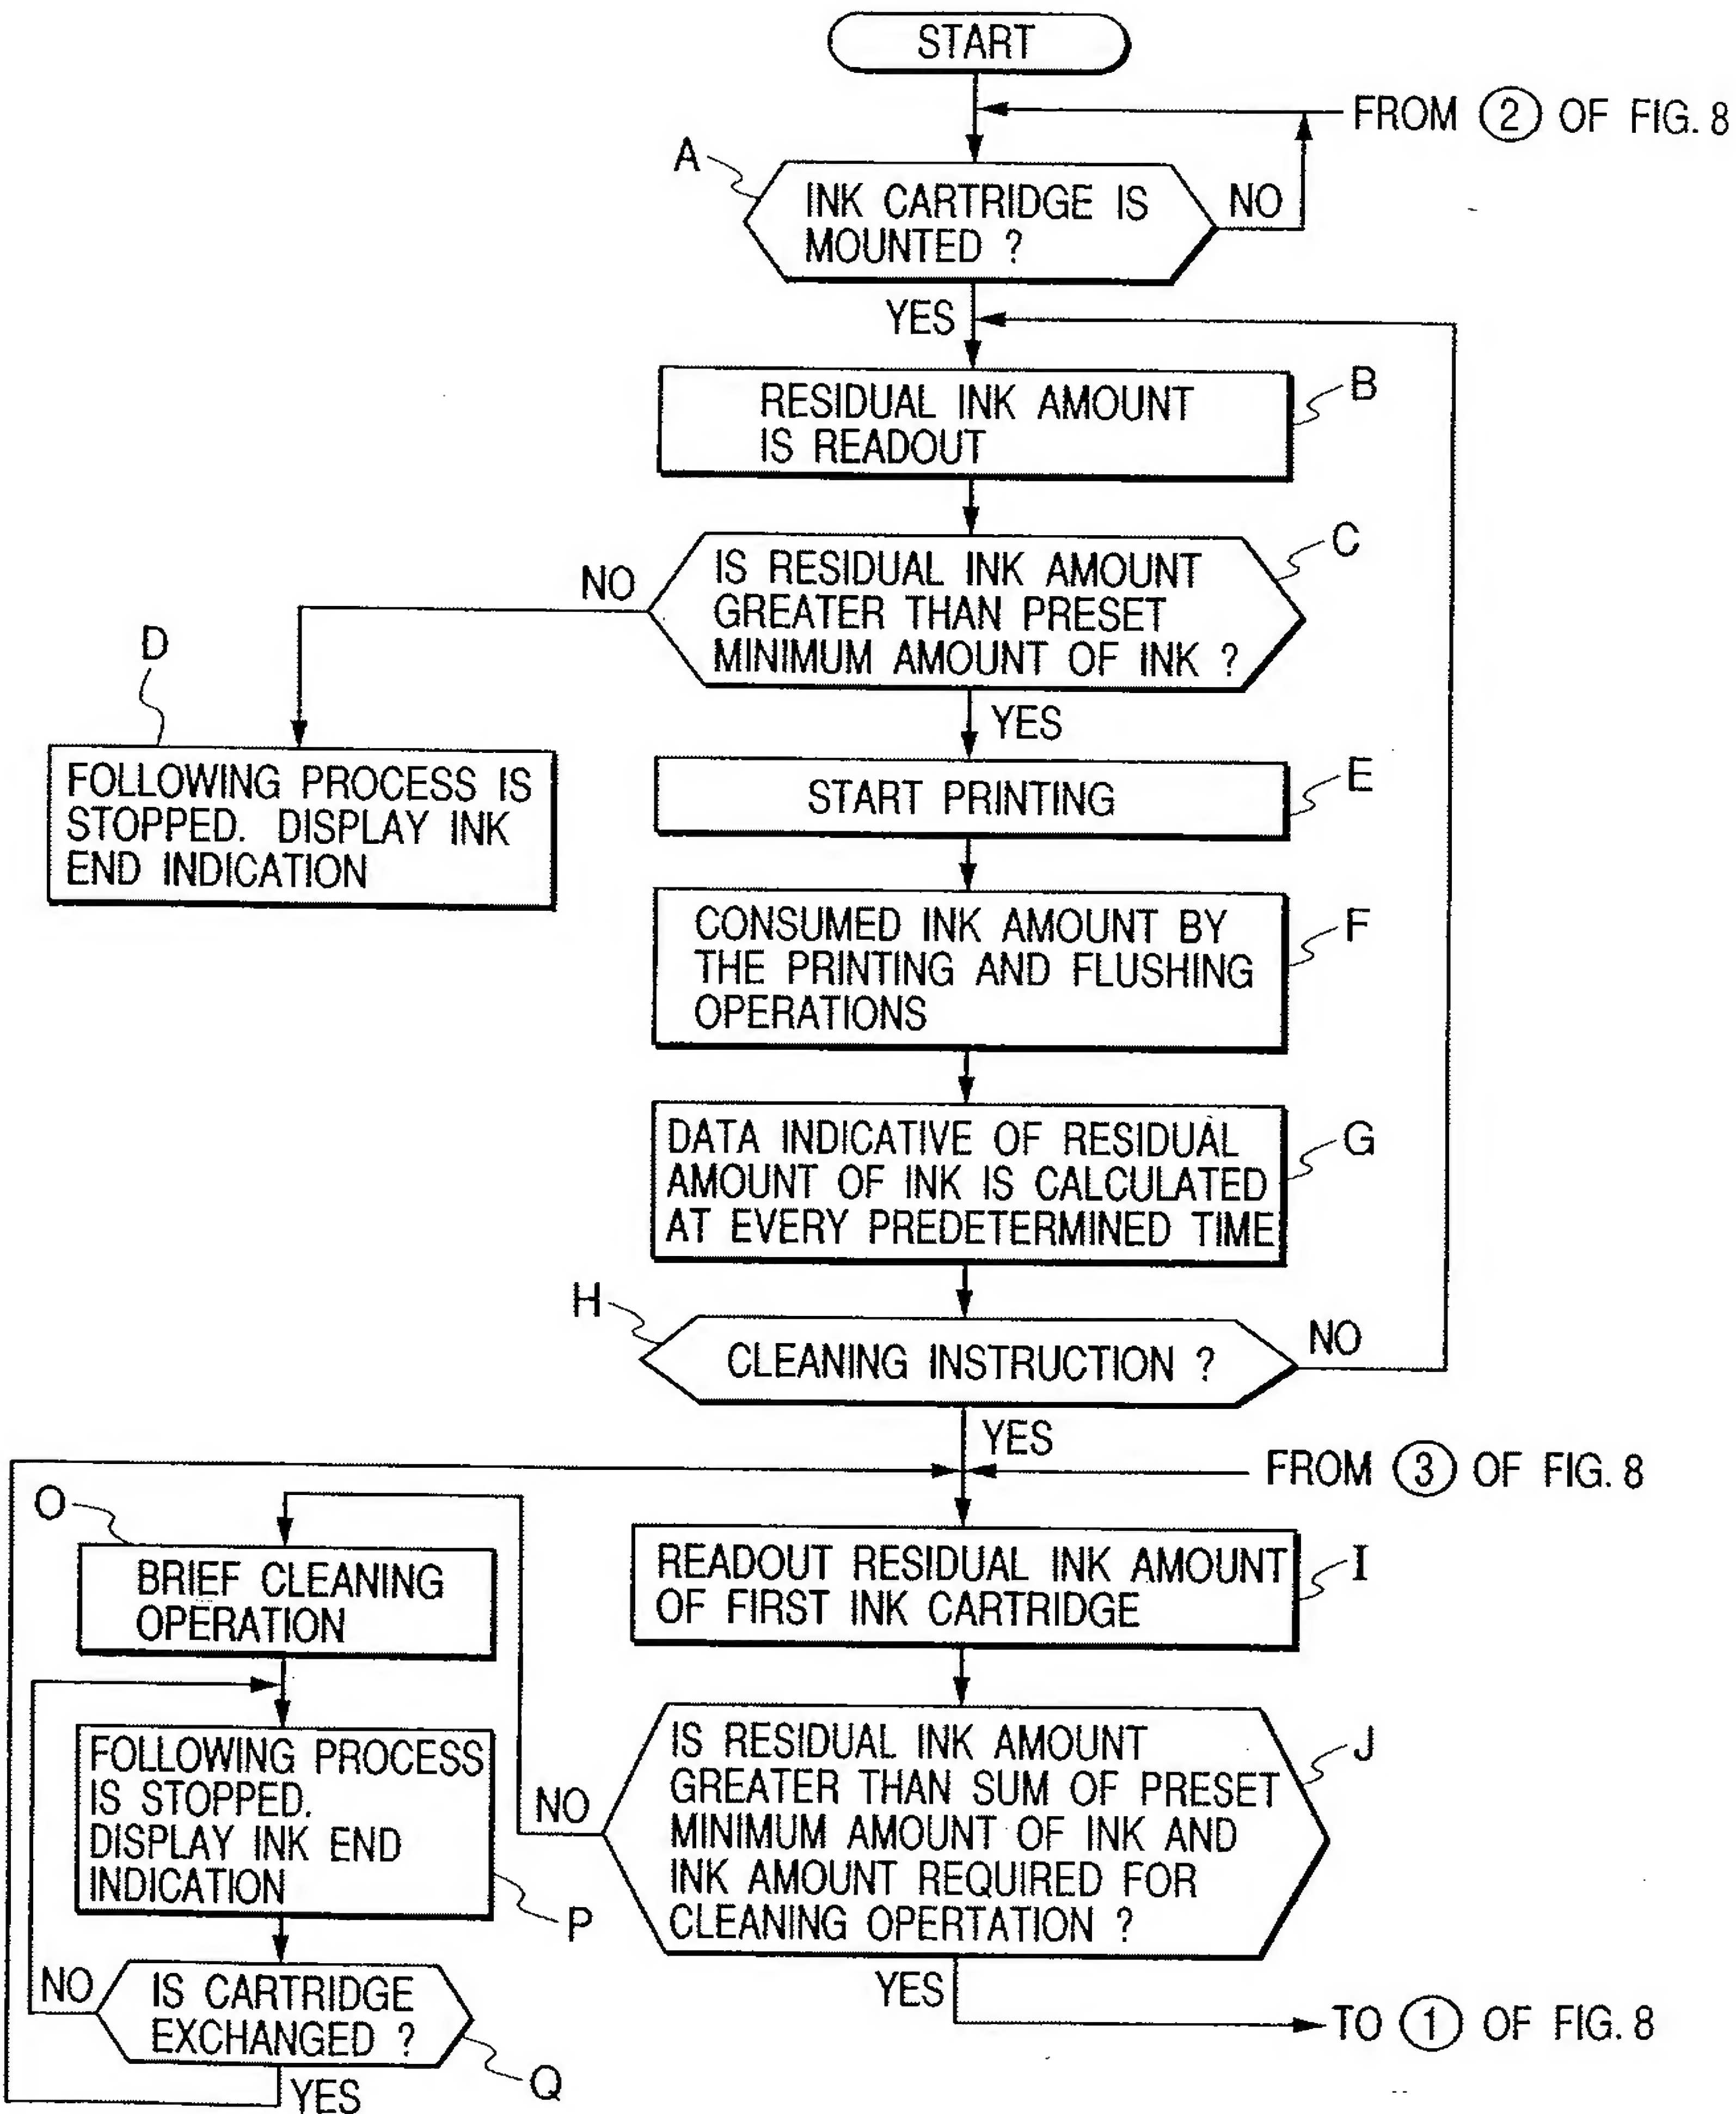 START
FROM 2 OF FIG. 8
A
INK CARTRIDGE IS
MOUNTED ?
NO
YES
RESIDUAL INK AMOUNT
IS READOUT
B
C
IS RESIDUAL INK AMOUNT
GREATER THAN PRESET
MINIMUM AMOUNT OF INK ?
NO
YES
D
FOLLOWING PROCESS IS
STOPPED. DISPLAY INK
END INDICATION
START PRINTING
E
CONSUMED INK AMOUNT BY
THE PRINTING AND FLUSHING
OPERATIONS
F
DATA INDICATIVE OF RESIDUAL
AMOUNT OF INK IS CALCULATED
AT EVERY PREDETERMINED TIME
G
H
CLEANING INSTRUCTION ?
NO
YES
FROM 3 OF FIG. 8
READOUT RESIDUAL INK AMOUNT
OF FIRST INK CARTRIDGE
I
IS RESIDUAL INK AMOUNT
GREATER THAN SUM OF PRESET
MINIMUM AMOUNT OF INK AND
INK AMOUNT REQUIRED FOR
CLEANING OPERTATION ?
J
NO
YES
TO 1 OF FIG. 8
O
BRIEF CLEANING
OPERATION
FOLLOWING PROCESS
IS STOPPED.
DISPLAY INK END
INDICATION
P
IS CARTRIDGE
EXCHANGED ?
NO
Q
YES